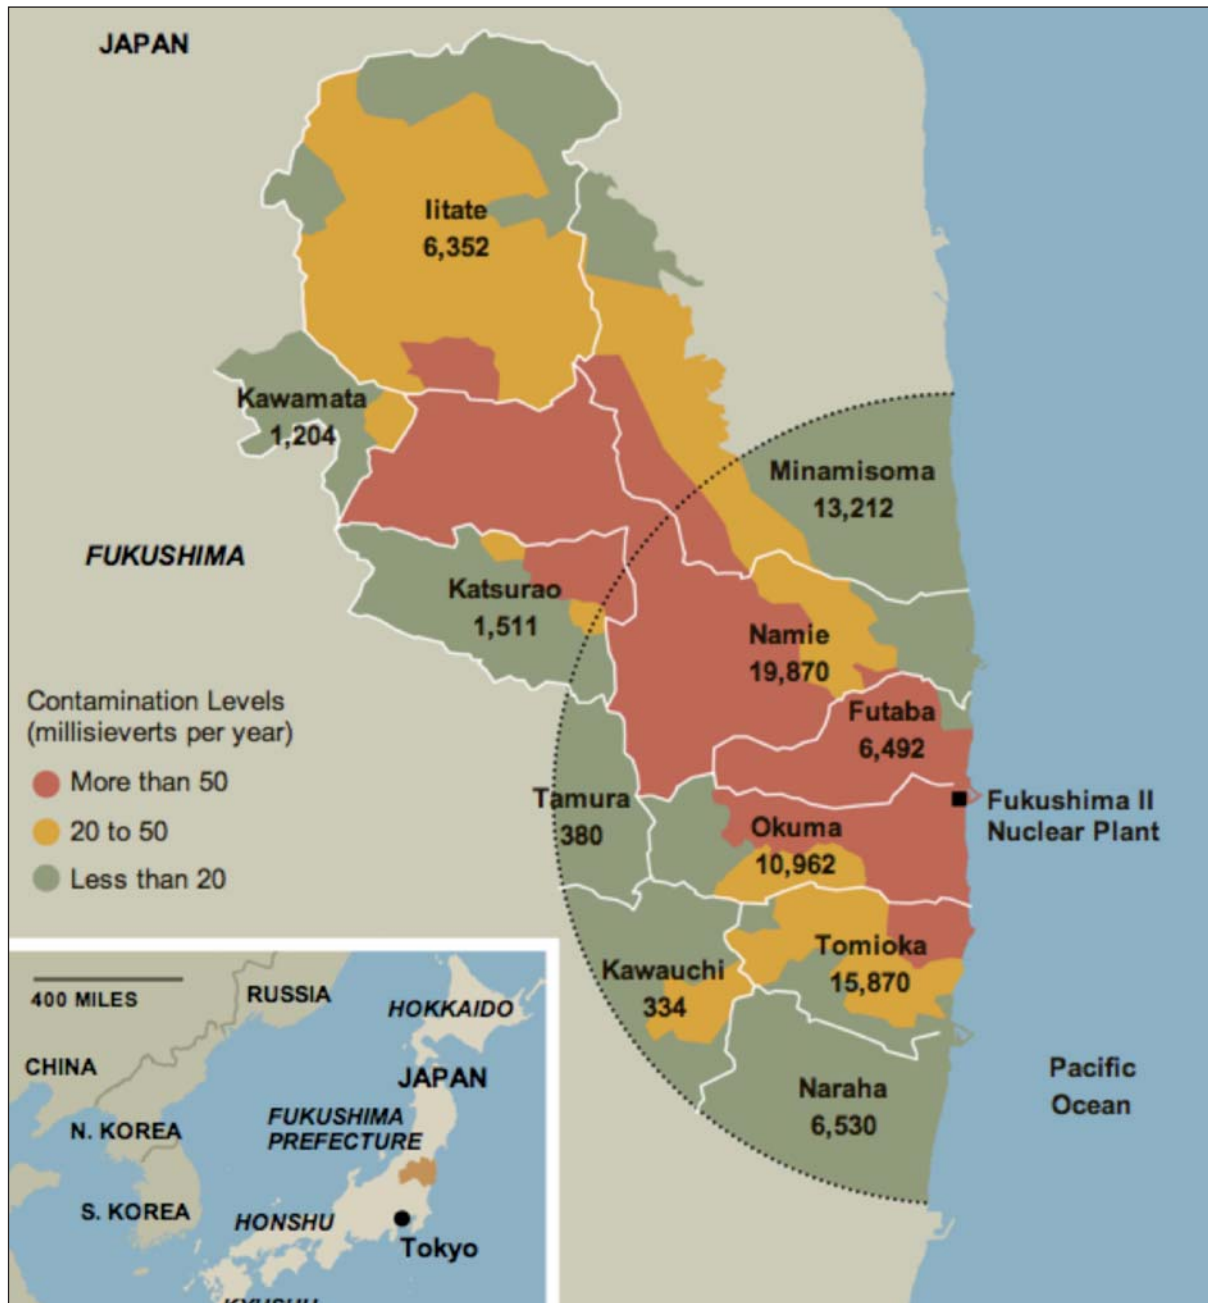 JAPAN
Iitate
6,352
Kawamata
1,204
Minamisoma
13,212
FUKUSHIMA
Katsurao
1,511
Namie
19,870
Contamination Levels
(millisieverts per year)
More than 50
20 to 50
Less than 20
Futaba
6,492
Tamura
380
Okuma
10,962
Fukushima II
Nuclear Plant
Kawauchi
334
Tomioka
15,870
Naraha
6,530
Pacific
Ocean
400 MILES
RUSSIA
HOKKAIDO
CHINA
JAPAN
N. KOREA
FUKUSHIMA
PREFECTURE
S. KOREA
HONSHU
Tokyo
KYUSHU